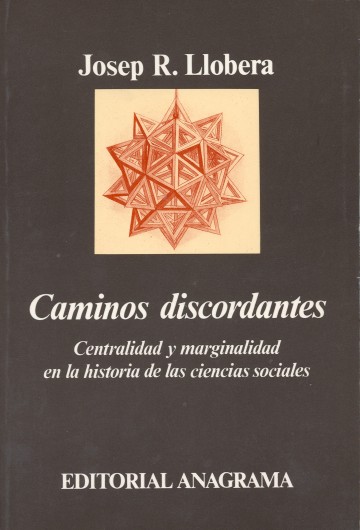 Josep R. Llobera
Caminos discordantes
Centralidad y marginalidad
en la historia de las ciencias sociales
EDITORIAL ANAGRAMA